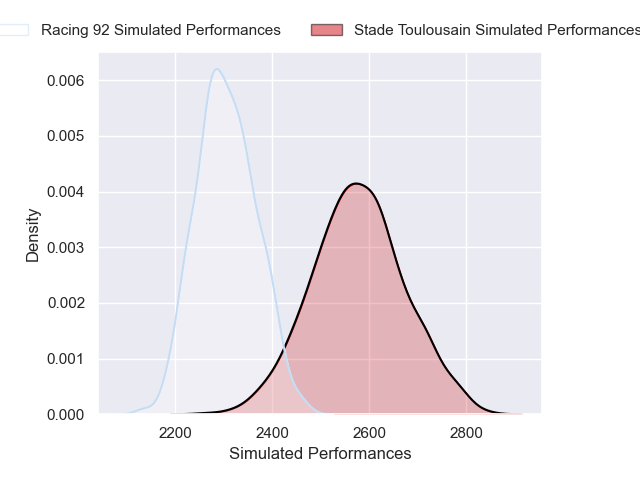 Racing 92 Simulated Performances
Stade Toulousain Simulated Performances
0.006
0.005
0.004
0.003
0.002
0.001
0.000
Density
2200
2400
2600
2800
Simulated Performances